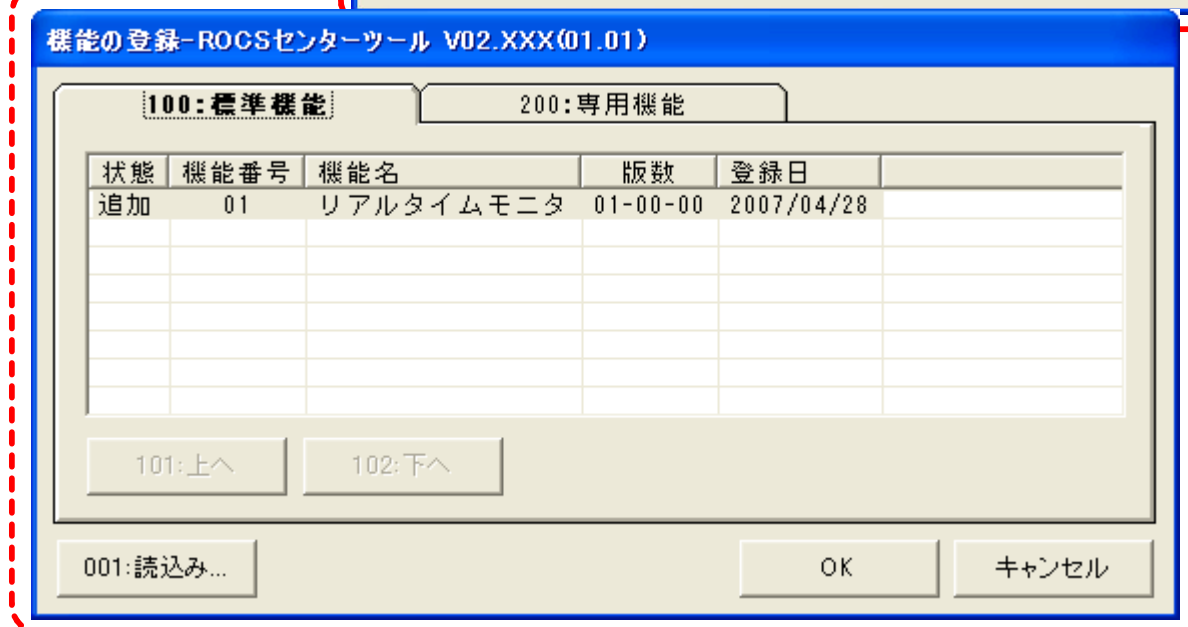 機能の登録-ROCSセンターツール V02.XXX(01.01)
100:標準機能 200:専用機能
状態 機能番号 機能名 版数 登録日
追加 01 リアルタイムモニタ 01-00-00 2007/04/28
101:上へ 102:下へ
001:読込み... OK キャンセル